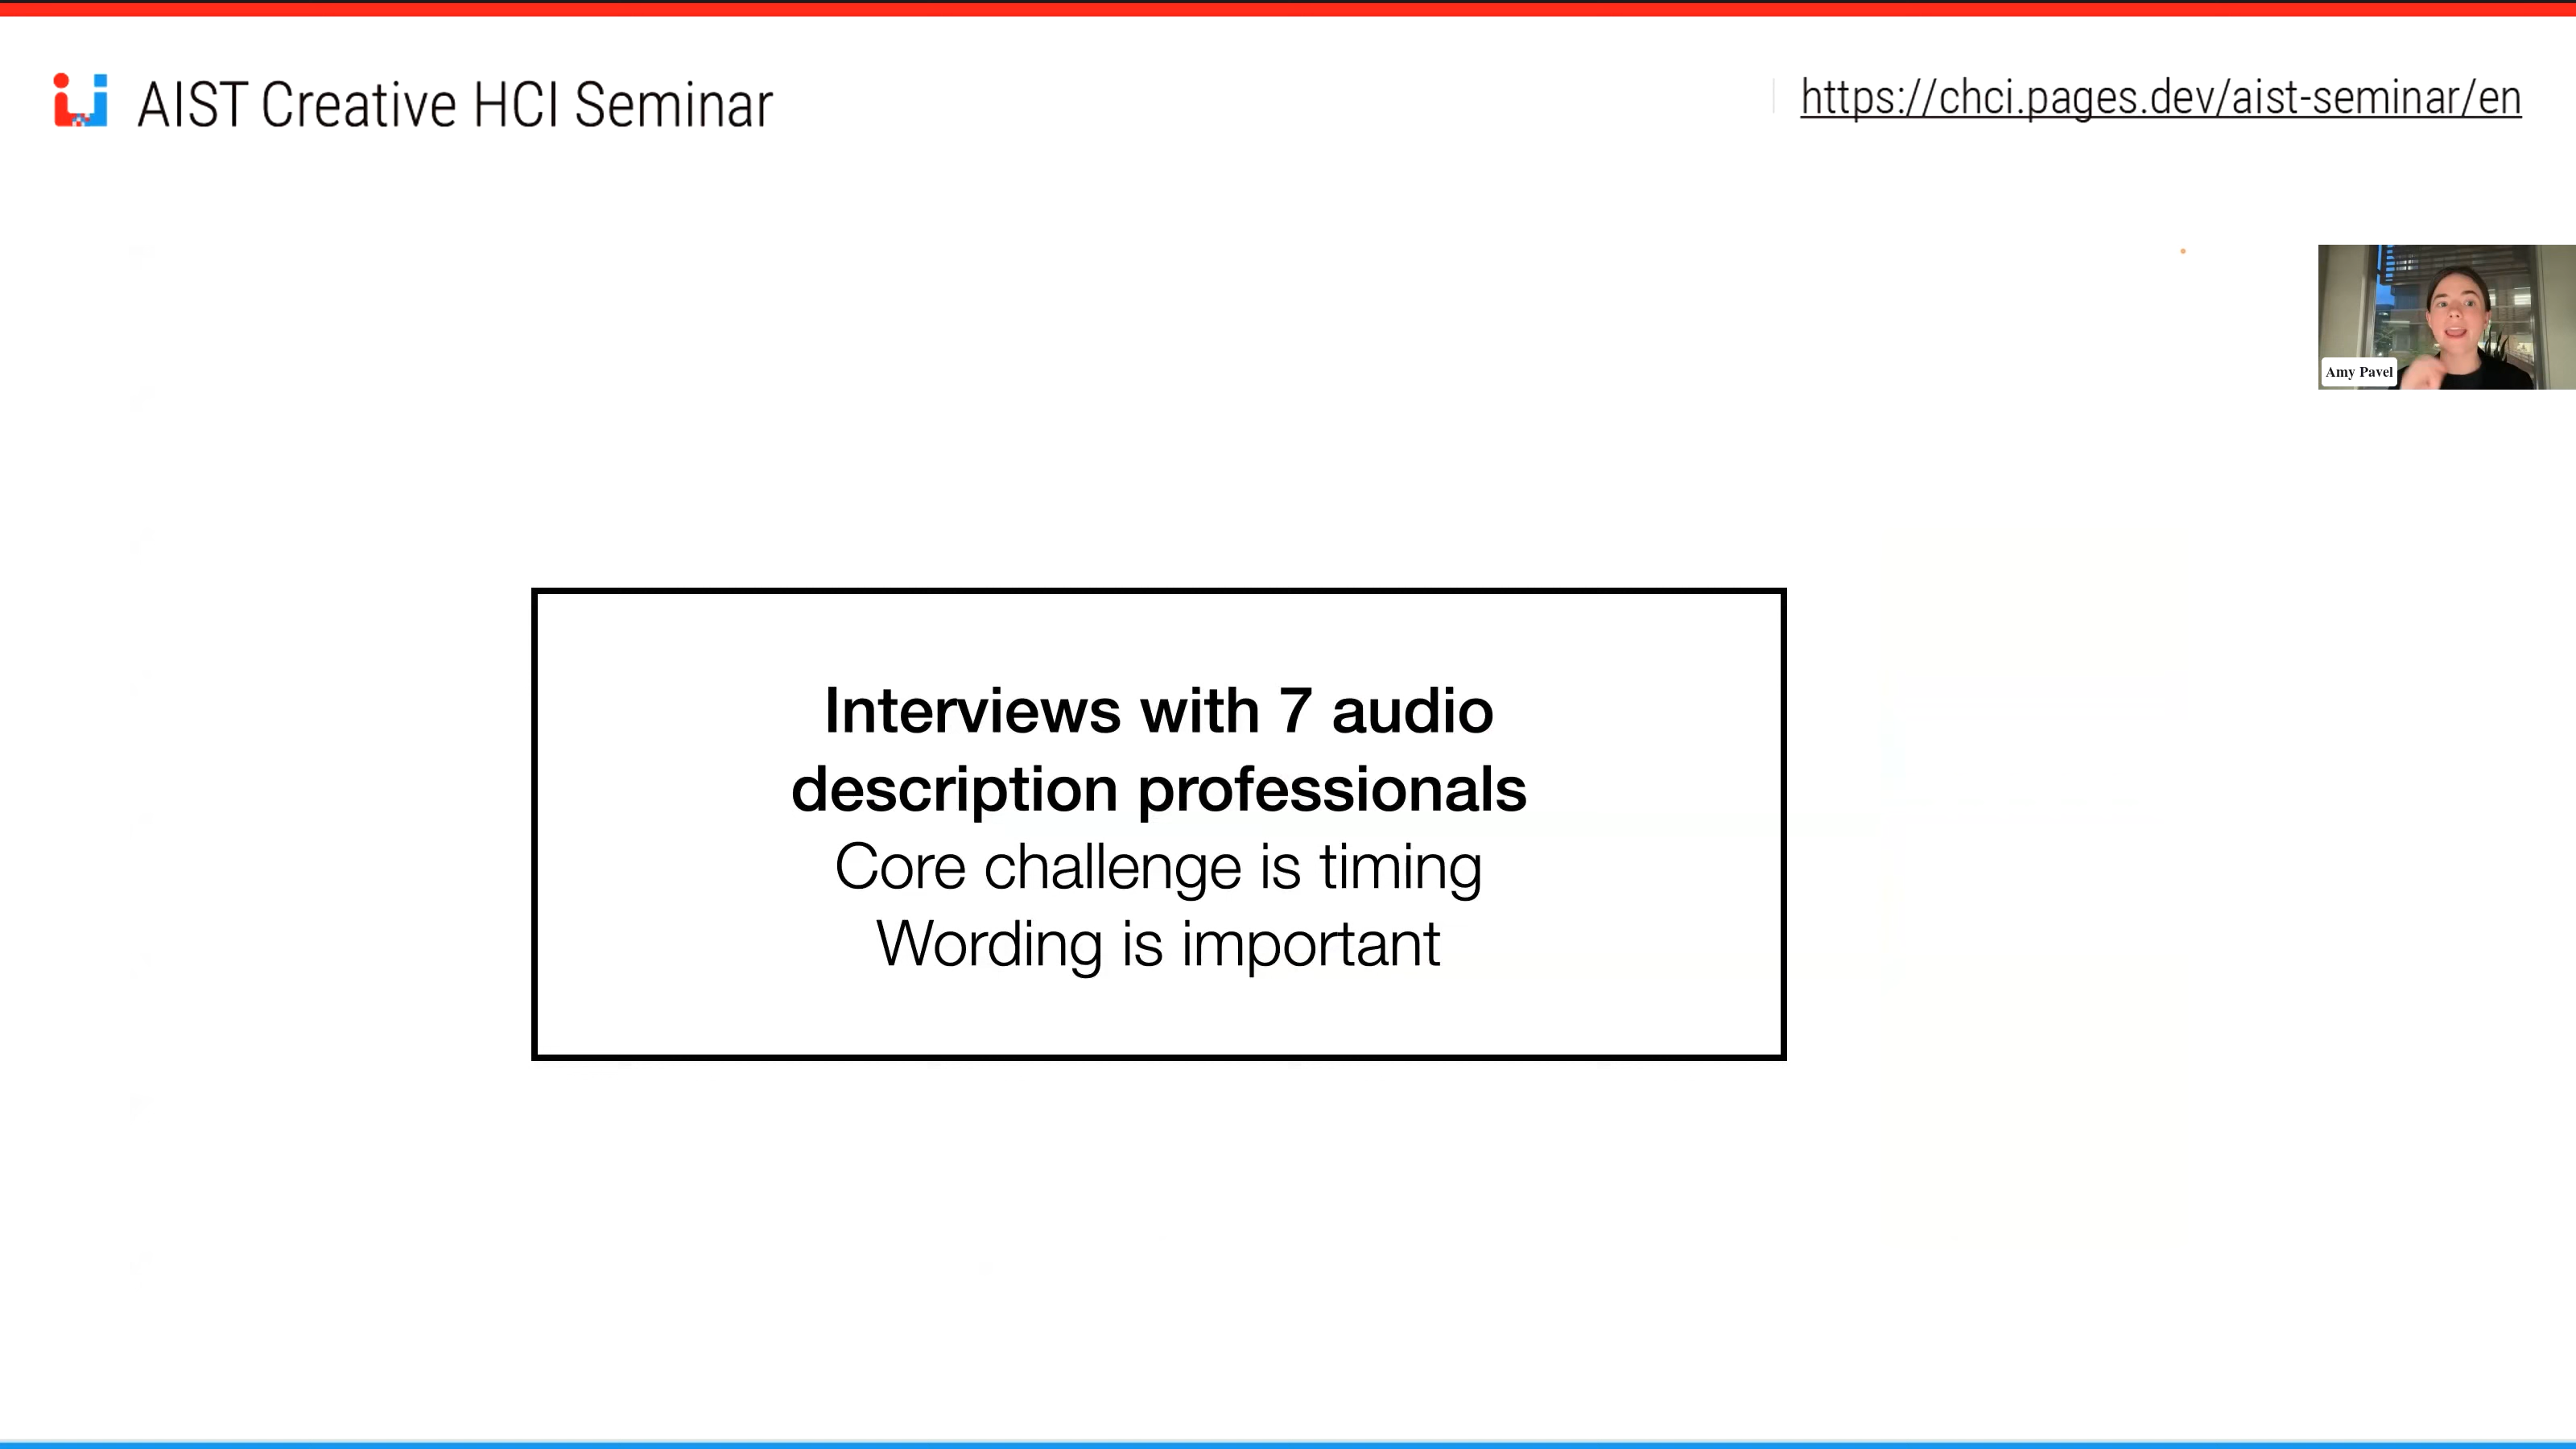 AIST Creative HCI Seminar
https://chci.pages.dev/aist-seminar/en
Amy Pavel
Interviews with 7 audio
description professionals
Core challenge is timing
Wording is important